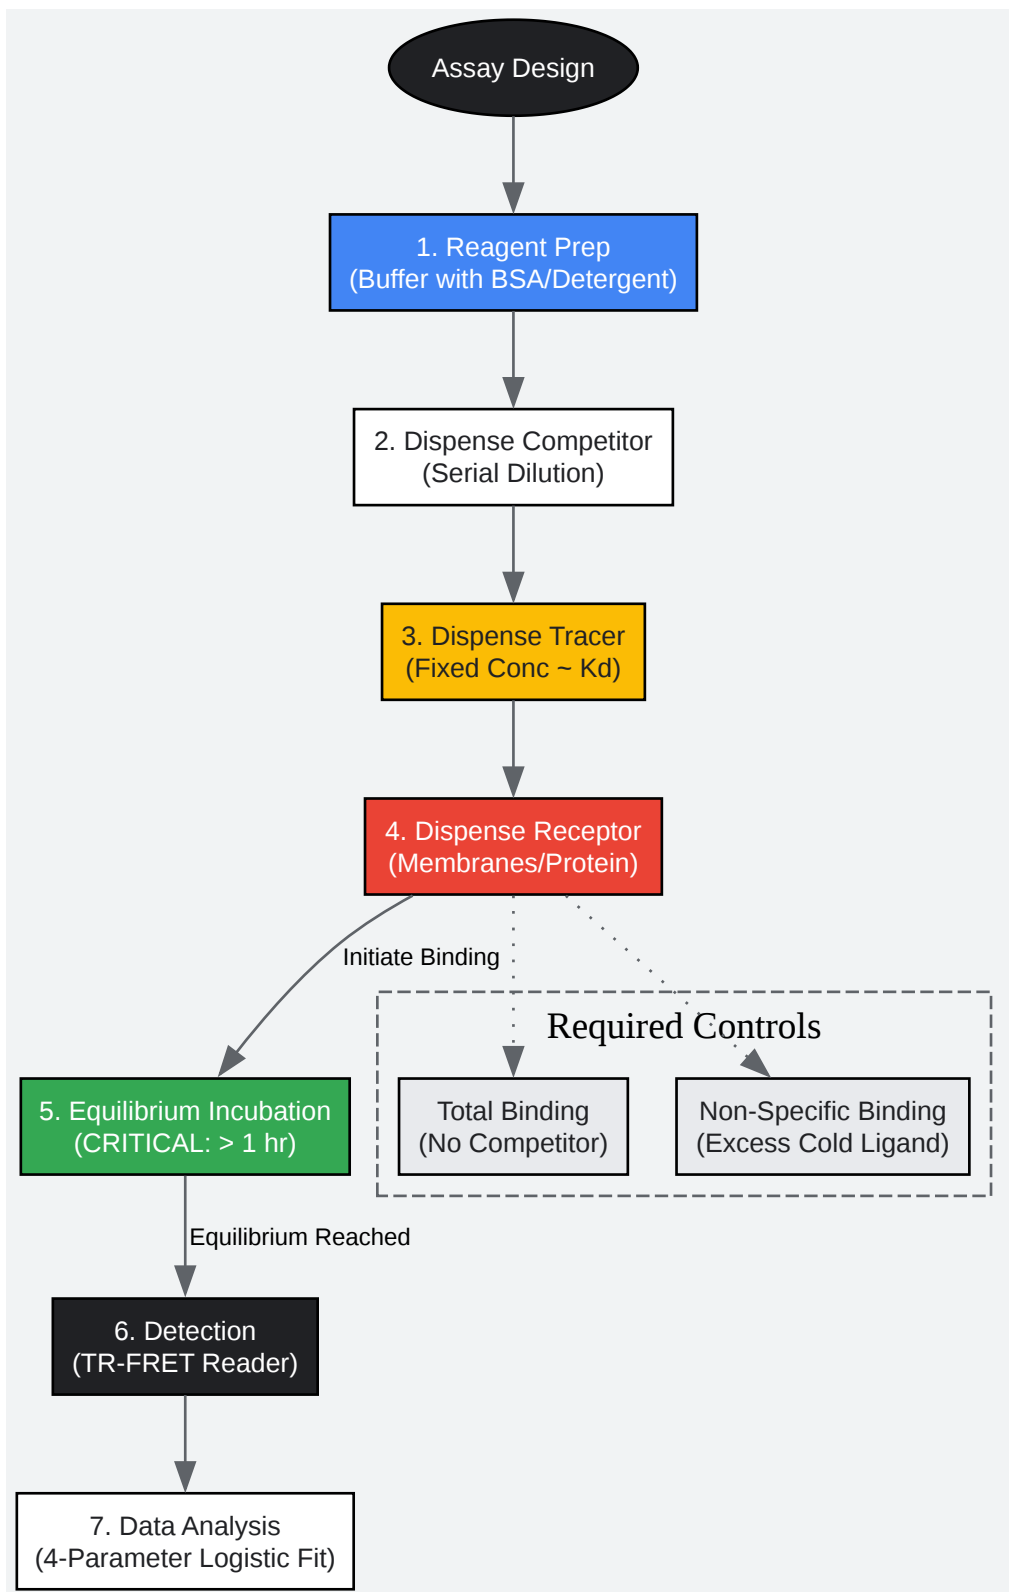 Assay Design
1. Reagent Prep
(Buffer with BSA/Detergent)
2. Dispense Competitor
(Serial Dilution)
3. Dispense Tracer
(Fixed Conc ~ Kd)
4. Dispense Receptor
(Membranes/Protein)
Initiate Binding
Required Controls
5. Equilibrium Incubation
(CRITICAL: > 1 hr)
Total Binding
(No Competitor)
Non-Specific Binding
(Excess Cold Ligand)
Equilibrium Reached
6. Detection
(TR-FRET Reader)
7. Data Analysis
(4-Parameter Logistic Fit)